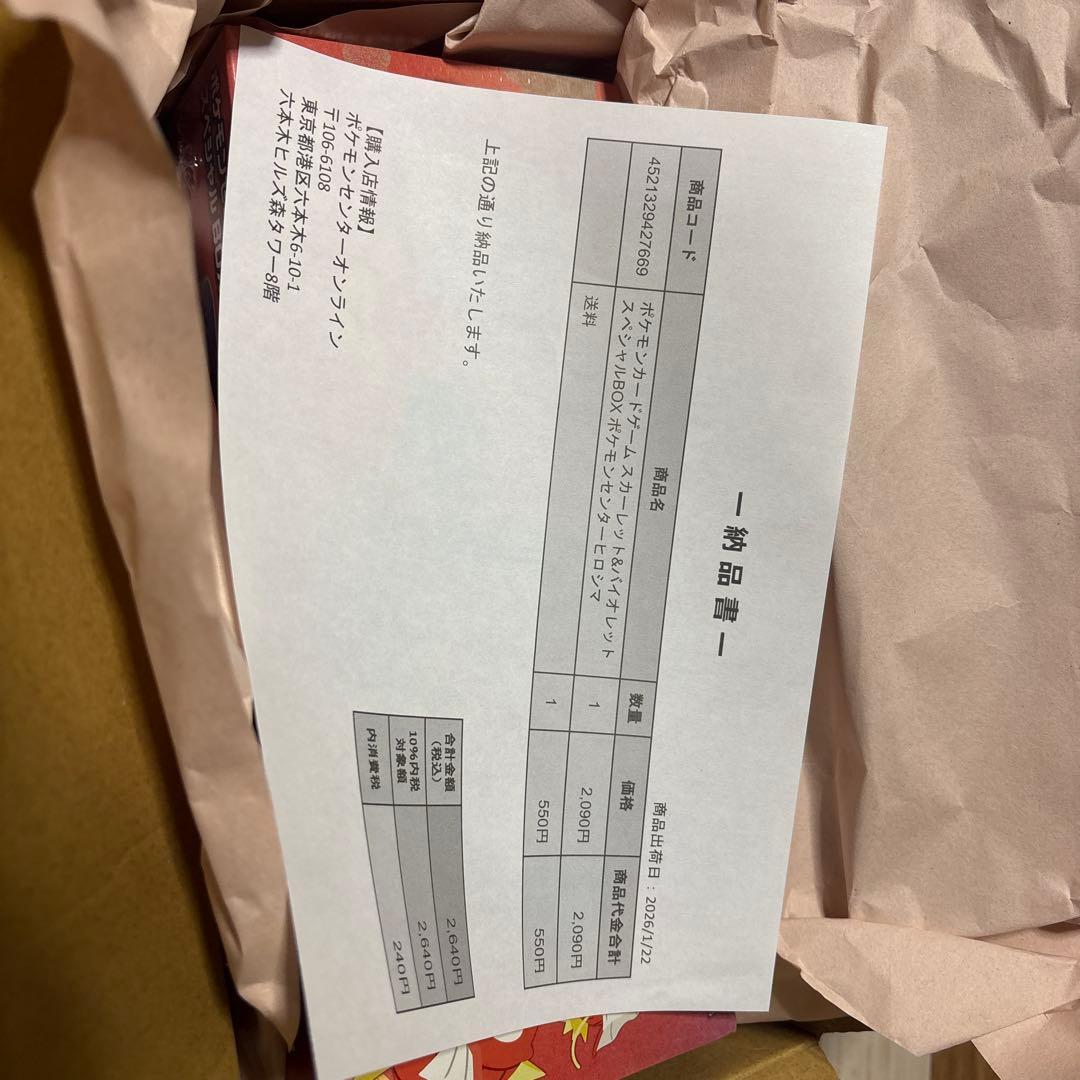 ー 納 品 書 ー
商品出荷日：2026/1/22
商品コード 商品名 数量 価格 商品代金合計
4521329427669 ポケモンカードゲーム スカーレット&バイオレット 1 2,090円 2,090円
スペシャルBOX ポケモンセンターヒロシマ
送料 1 550円 550円
上記の通り納品いたします。
合計金額 2,640円
（税込）
10%内税 2,640円
対象額
内消費税 240円
【購入店情報】
ポケモンセンターオンライン
〒106-6108
東京都港区六本木6-10-1
六本木ヒルズ森タワー8階
ポケモン
スペシャル